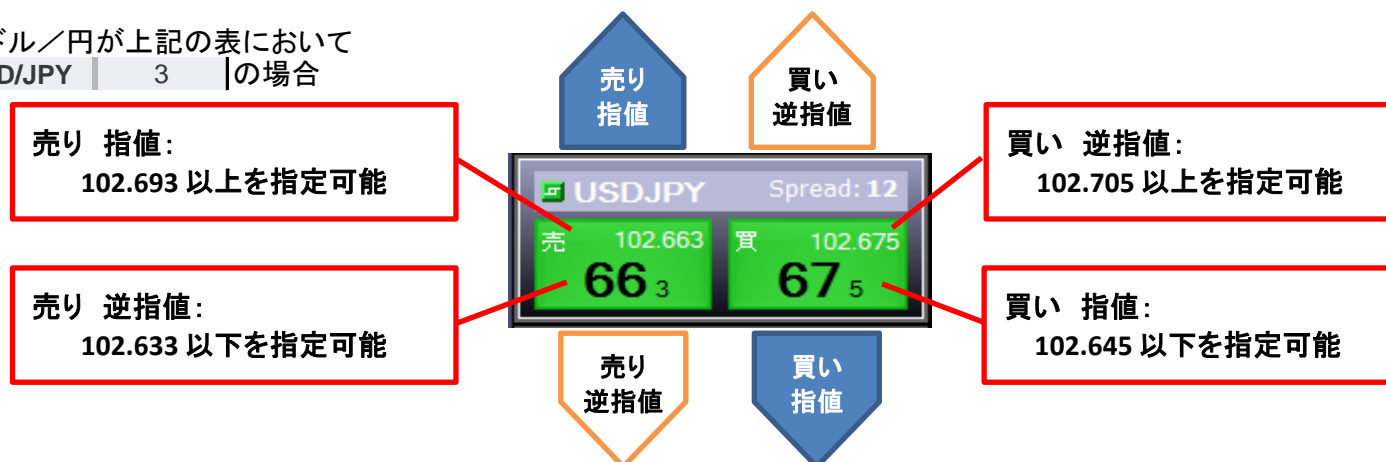 ドル／円が上記の表において
D/JPY 3 の場合
売り
指値
買い
逆指値
売り 指値：
102.693 以上を指定可能
買い 逆指値：
102.705 以上を指定可能
USDJPY Spread: 12
売 102.663
66 3
買 102.675
67 5
売り 逆指値：
102.633 以下を指定可能
買い 指値：
102.645 以下を指定可能
売り
逆指値
買い
指値